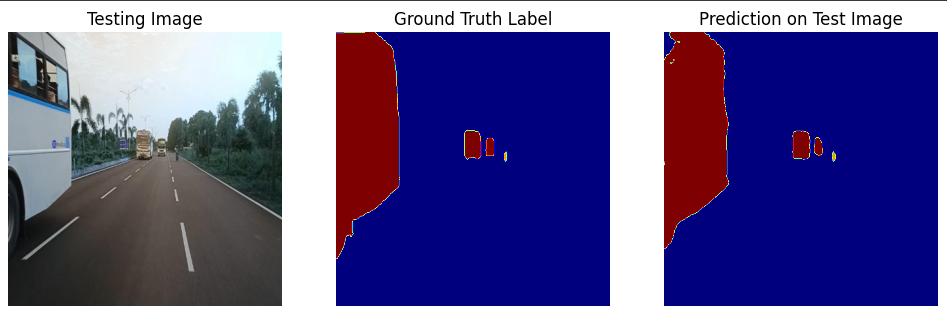 Testing Image
Ground Truth Label
Prediction on Test Image